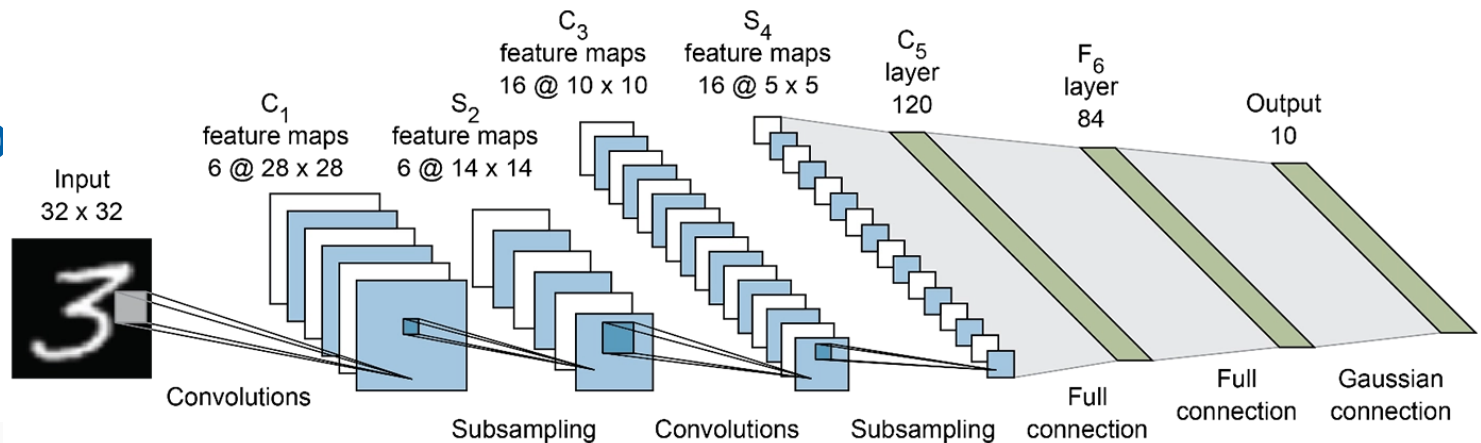 Input
32 x 32
C₁
feature maps
6 @ 28 x 28
S₂
feature maps
6 @ 14 x 14
C₃
feature maps
16 @ 10 x 10
S₄
feature maps
16 @ 5 x 5
C₅
layer
120
F₆
layer
84
Output
10
Convolutions
Subsampling
Convolutions
Subsampling
Full
connection
Full
connection
Gaussian
connection